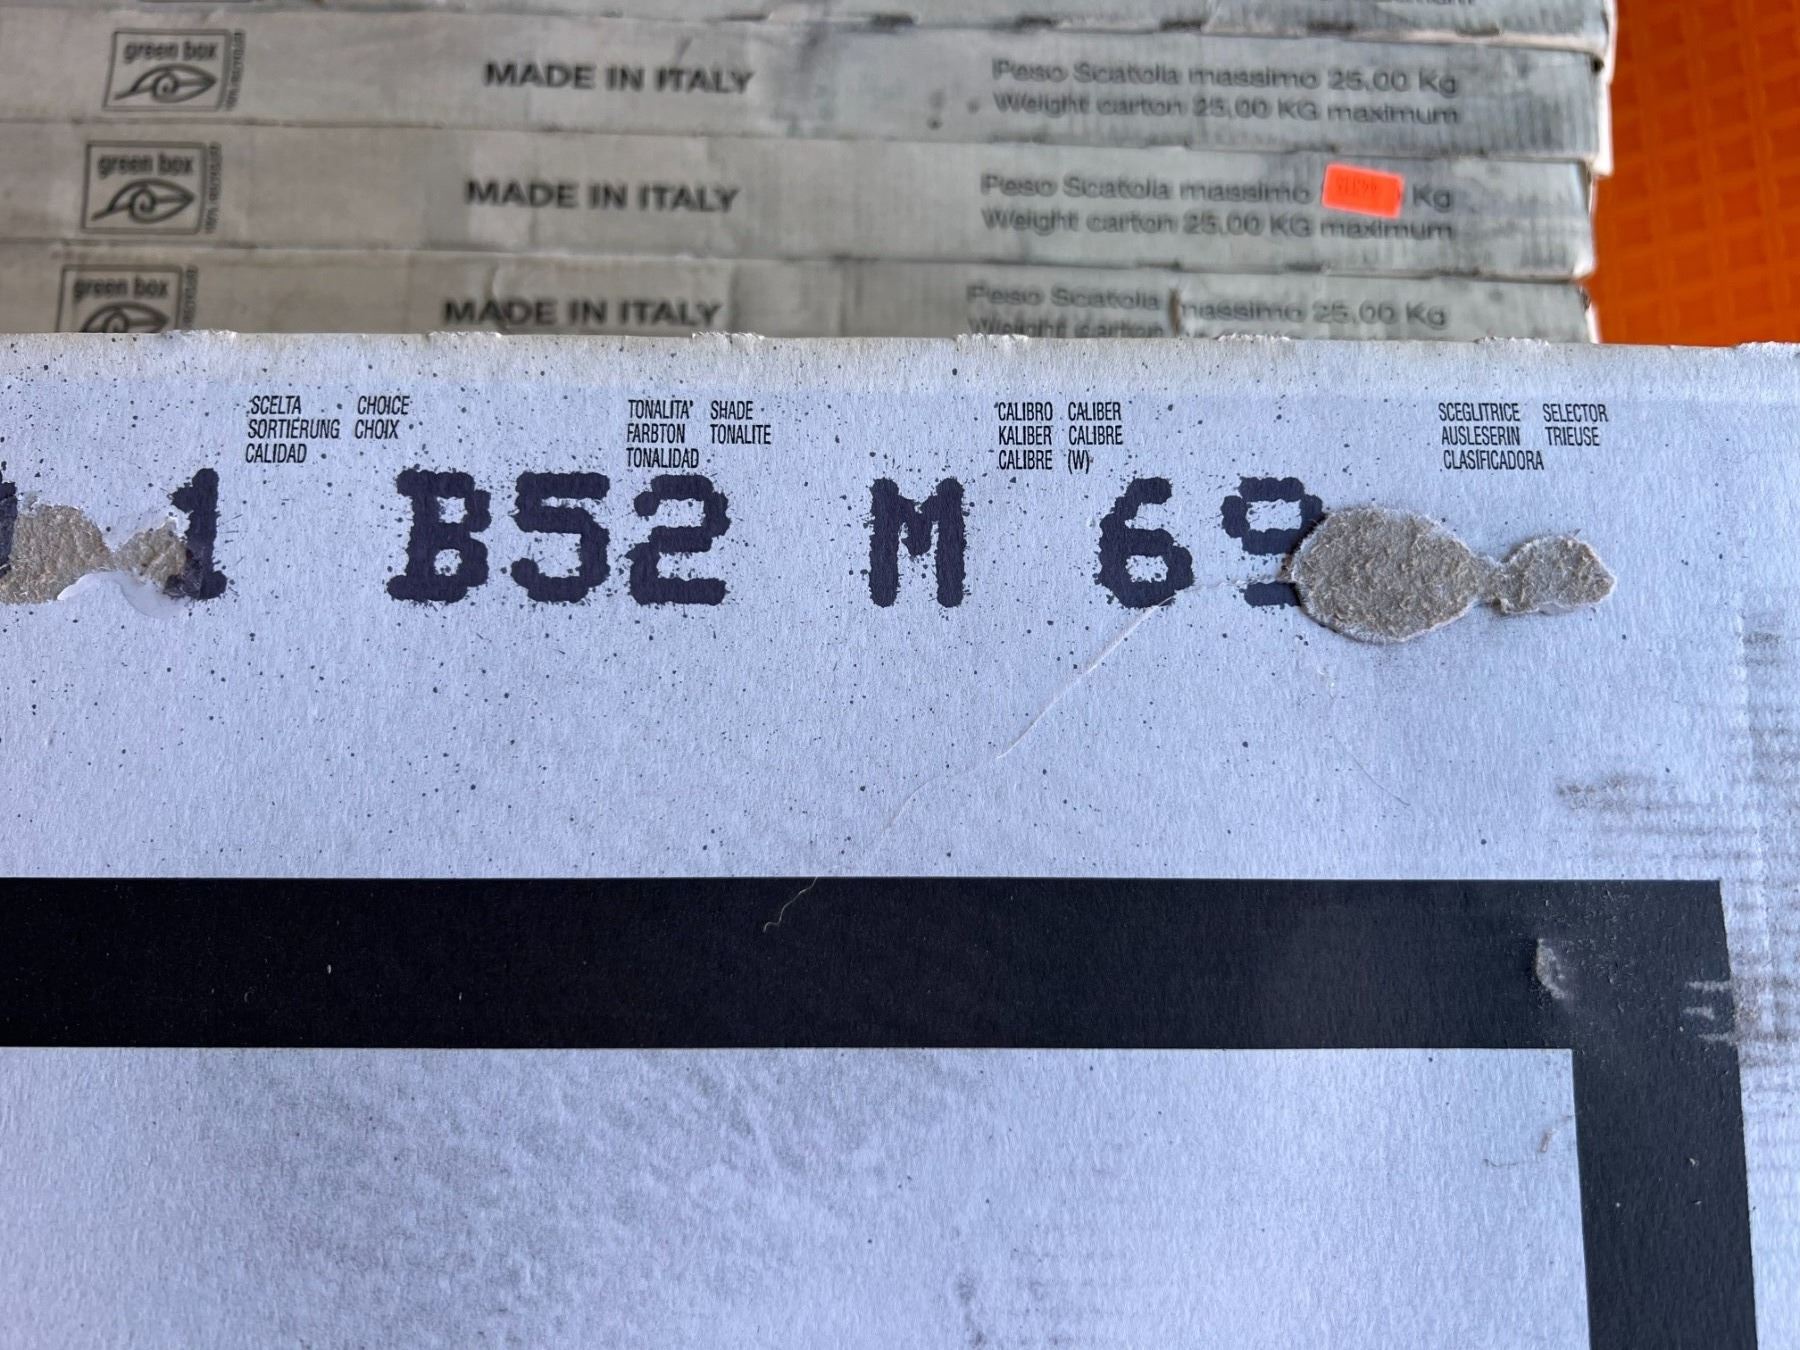 green box
MADE IN ITALY
Peso Scatola massimo 25,00 Kg
Weight carton 25,00 KG maximum
green box
MADE IN ITALY
Peso Scatola massimo Kg
Weight carton 25,00 KG maximum
green box
MADE IN ITALY
Peso Scatola massimo 25,00 Kg
Weight carton
SCELTA CHOICE
SORTIERUNG CHOIX
CALIDAD
TONALITA' SHADE
FARBTON TONALITE
TONALIDAD
CALIBRO CALIBER
KALIBER CALIBRE
CALIBRE (W)
SCEGLITRICE SELECTOR
AUSLESERIN TRIEUSE
CLASIFICADORA
1 B52 M 69